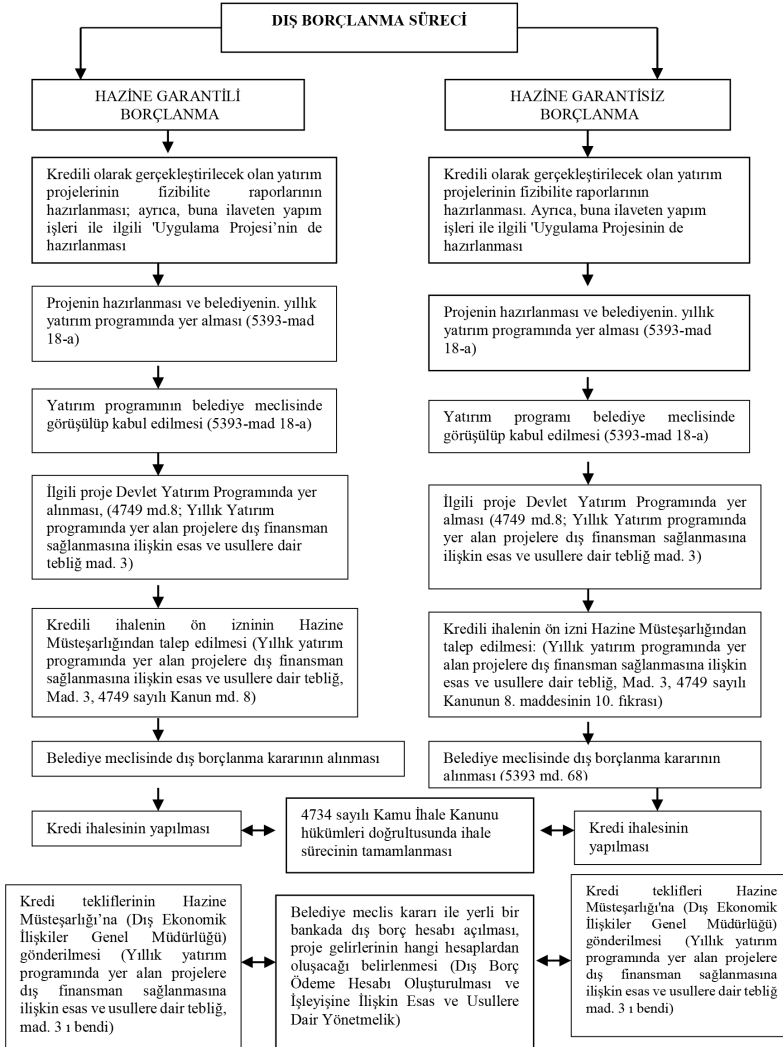 DIŞ BORÇLANMA SÜRECİ
HAZİNE GARANTİLİ
BORÇLANMA
HAZİNE GARANTİSİZ
BORÇLANMA
Kredili olarak gerçekleştirilecek olan yatırım
projelerinin fizibilite raporlarının
hazırlanması; ayrıca, buna ilaveten yapım
işleri ile ilgili 'Uygulama Projesi’nin de
hazırlanması
Kredili olarak gerçekleştirilecek olan yatırım
projelerinin fizibilite raporlarının
hazırlanması. Ayrıca, buna ilaveten yapım
işleri ile ilgili 'Uygulama Projesinin de
hazırlanması
Projenin hazırlanması ve belediyenin. yıllık
yatırım programında yer alması (5393-mad
18-a)
Projenin hazırlanması ve belediyenin. yıllık
yatırım programında yer alması (5393-mad
18-a)
Yatırım programının belediye meclisinde
görüşülüp kabul edilmesi (5393-mad 18-a)
Yatırım programı belediye meclisinde
görüşülüp kabul edilmesi (5393-mad 18-a)
İlgili proje Devlet Yatırım Programında yer
alınması, (4749 md.8; Yıllık Yatırım
programında yer alan projelere dış finansman
sağlanmasına ilişkin esas ve usullere dair
tebliğ mad. 3)
İlgili proje Devlet Yatırım Programında yer
alması (4749 md.8; Yıllık Yatırım programında
yer alan projelere dış finansman sağlanmasına
ilişkin esas ve usullere dair tebliğ mad. 3)
Kredili ihalenin ön izninin Hazine
Müsteşarlığından talep edilmesi (Yıllık yatırım
programında yer alan projelere dış finansman
sağlanmasına ilişkin esas ve usullere dair tebliğ,
Mad. 3, 4749 sayılı Kanun md. 8)
Kredili ihalenin ön izni Hazine Müsteşarlığından
talep edilmesi: (Yıllık yatırım programında yer
alan projelere dış finansman sağlanmasına ilişkin
esas ve usullere dair tebliğ, Mad. 3, 4749 sayılı
Kanunun 8. maddesinin 10. fıkrası)
Belediye meclisinde dış borçlanma kararının alınması
Belediye meclisinde dış borçlanma kararının
alınması (5393 md. 68)
Kredi ihalesinin yapılması
4734 sayılı Kamu İhale Kanunu
hükümleri doğrultusunda ihale
sürecinin tamamlanması
Kredi ihalesinin
yapılması
Kredi tekliflerinin Hazine
Müsteşarlığı’na (Dış Ekonomik
İlişkiler Genel Müdürlüğü)
gönderilmesi (Yıllık yatırım
programında yer alan projelere
dış finansman sağlanmasına
ilişkin esas ve usullere dair tebliğ,
mad. 3 ı bendi)
Belediye meclis kararı ile yerli bir
bankada dış borç hesabı açılması,
proje gelirlerinin hangi hesaplardan
oluşacağı belirlenmesi (Dış Borç
Ödeme Hesabı Oluşturulması ve
İşleyişine İlişkin Esas ve Usullere
Dair Yönetmelik)
Kredi teklifleri Hazine
Müsteşarlığı'na (Dış Ekonomik
İlişkiler Genel Müdürlüğü)
gönderilmesi (Yıllık yatırım
programında yer alan projelere
dış finansman sağlanmasına
ilişkin esas ve usullere dair tebliğ
mad. 3 ı bendi)